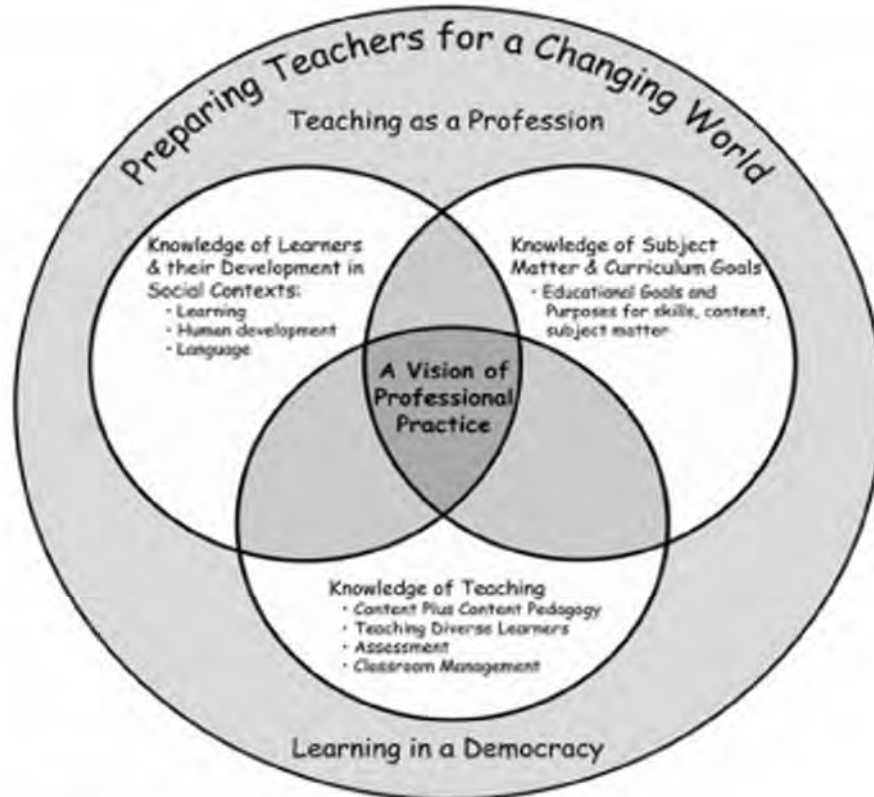 Preparing Teachers for a Changing World
Teaching as a Profession
Knowledge of Learners
& their Development in
Social Contexts:
• Learning
• Human development
• Language
Knowledge of Subject
Matter & Curriculum Goals
• Educational Goals and
Purposes for skills, content,
subject matter
A Vision of
Professional
Practice
Knowledge of Teaching
• Content Plus Content Pedagogy
• Teaching Diverse Learners
• Assessment
• Classroom Management
Learning in a Democracy